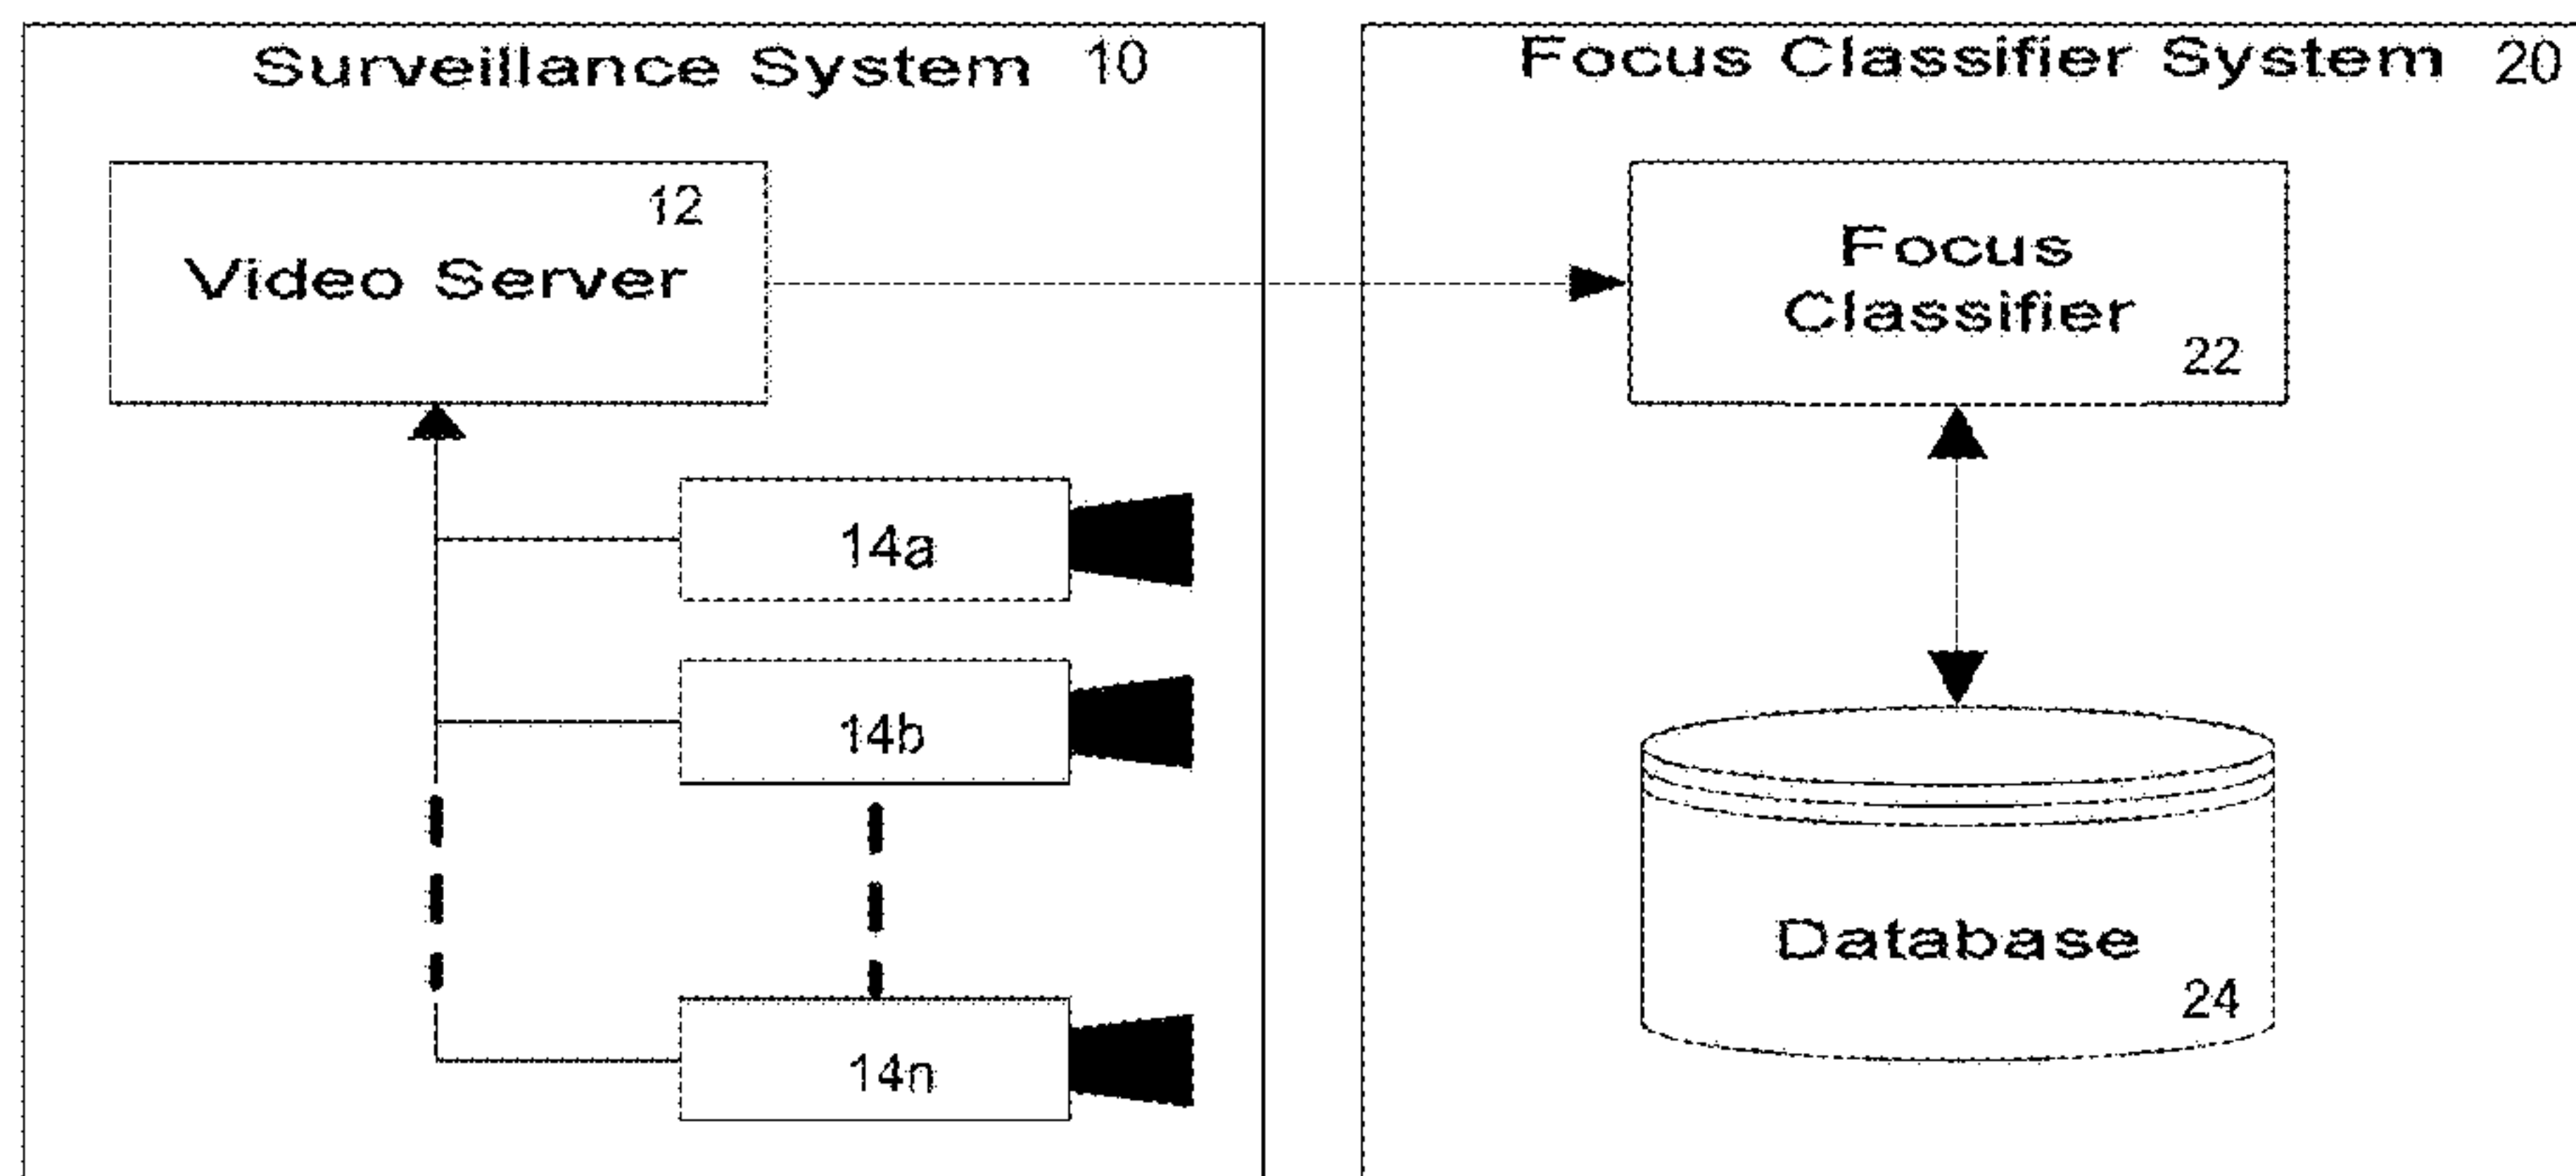 Surveillance System 10
12
Video Server
14a
14b
14n
Focus Classifier System 20
Focus
Classifier
22
Database
24